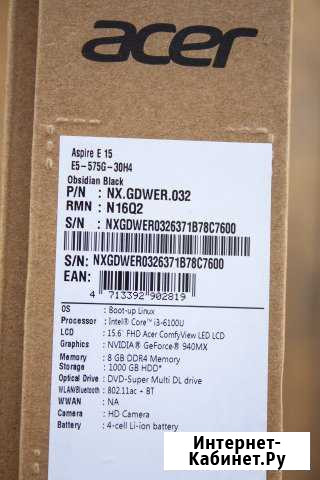 acer
Aspire E 15
E5-575G-30H4
Obsidian Black
P/N : NX.GDWER.032
RMN : N16Q2
S/N: NXGDWER0326371B78C7600
S/N: NXGDWER0326371B78C7600
EAN:
4 713392 902819
OS : Boot-up Linux
Processor : Intel® Core™ i3-6100U
LCD : 15.6" FHD Acer ComfyView LED LCD
Graphics : NVIDIA® GeForce® 940MX
Memory : 8 GB DDR4 Memory
Storage : 1000 GB HDD*
Optical Drive : DVD-Super Multi DL drive
WLAN/Bluetooth : 802.11ac + BT
WWAN : NA
Camera : HD Camera
Battery : 4-cell Li-ion battery
Интернет-
Кабинет.Ру